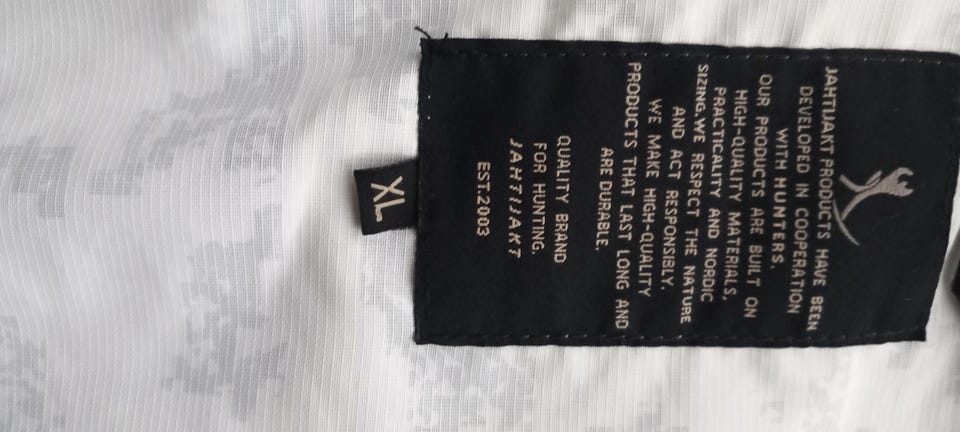 JAHTIJAKT PRODUCTS HAVE BEEN
DEVELOPED IN COOPERATION
WITH HUNTERS.
OUR PRODUCTS ARE BUILT ON
HIGH-QUALITY MATERIALS,
PRACTICALITY AND NORDIC
SIZING.WE RESPECT THE NATURE
AND ACT RESPONSIBLY.
WE MAKE HIGH-QUALITY
PRODUCTS THAT LAST LONG AND
ARE DURABLE.
QUALITY BRAND
FOR HUNTING.
JAHTIJAKT
EST.2003
XL